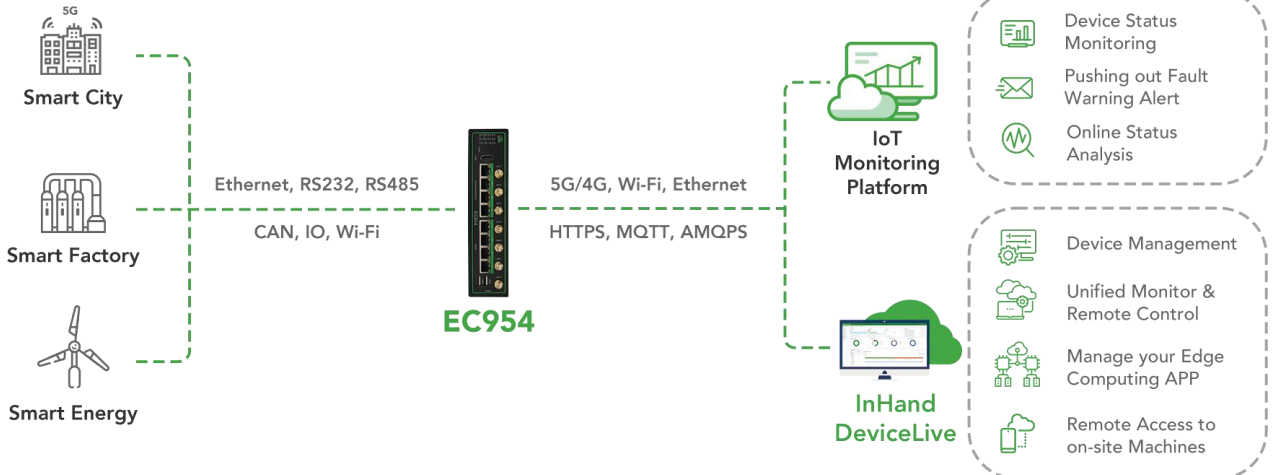 5G
Smart City
Smart Factory
Smart Energy
Ethernet, RS232, RS485
CAN, IO, Wi-Fi
EC954
5G/4G, Wi-Fi, Ethernet
HTTPS, MQTT, AMQPS
IoT
Monitoring
Platform
InHand
DeviceLive
Device Status
Monitoring
Pushing out Fault
Warning Alert
Online Status
Analysis
Device Management
Unified Monitor &
Remote Control
Manage your Edge
Computing APP
Remote Access to
on-site Machines